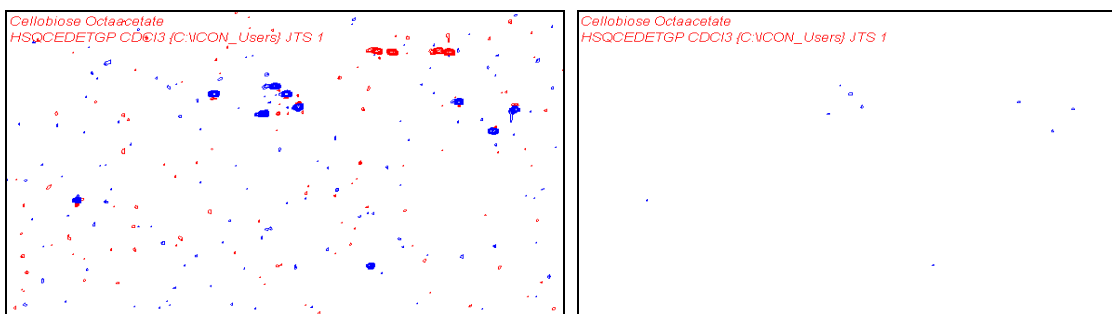 Cellobiose Octaacetate
HSQCEDETGP CDCl3 {C:\ICON_Users} JTS 1
Cellobiose Octaacetate
HSQCEDETGP CDCl3 {C:\ICON_Users} JTS 1